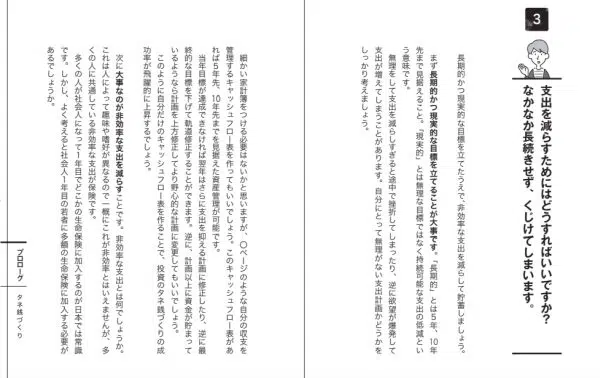 3
支出を減らすためにはどうすればいいですか？
なかなか長続きせず、くじけてしまいます。
長期的かつ現実的な目標を立てたうえで、非効率な支出を減らして貯蓄しましょう。
まず長期的かつ現実的な目標を立てることが大事です。「長期的」とは5年、10年
先まで見据えること。「現実的」とは無理な目標ではなく持続可能な支出の低減とい
う意味です。
無理をして支出を減らしすぎると途中で挫折してしまったり、逆に欲望が爆発して
支出が増えてしまうことがあります。自分にとって無理がない支出計画かどうかを
しっかり考えましょう。
細かい家計簿をつける必要はないかと思いますが、〇ページのような自分の収支を
管理するキャッシュフロー表を作ってもいいでしょう。このキャッシュフロー表があ
れば5年先、10年先までを見据えた資産管理が可能です。
当年目標が達成できなければ翌年はさらに支出を抑える計画に修正したり、逆に最
終的な目標を下げて軌道修正することができます。逆に、計画以上に資金が貯まって
いるようなら計画を上方修正してより野心的な計画に変更してもいいでしょう。
このように自分だけのキャッシュフロー表を作ることで、投資のタネ銭づくりの成
功率が飛躍的に上昇するでしょう。
次に大事なのが非効率な支出を減らすことです。非効率な支出とは何でしょうか。
これは人によって趣味や嗜好が異なるので一概にこれが非効率とはいえませんが、多
くの人に共通している非効率な支出が保険です。
多くの人が社会人になって1年目でどこかの生命保険に加入するのが日本では常識
です。しかし、よく考えると社会人1年目の若者に多額の生命保険に加入する必要が
あるでしょうか。
プロローグ タネ銭づくり